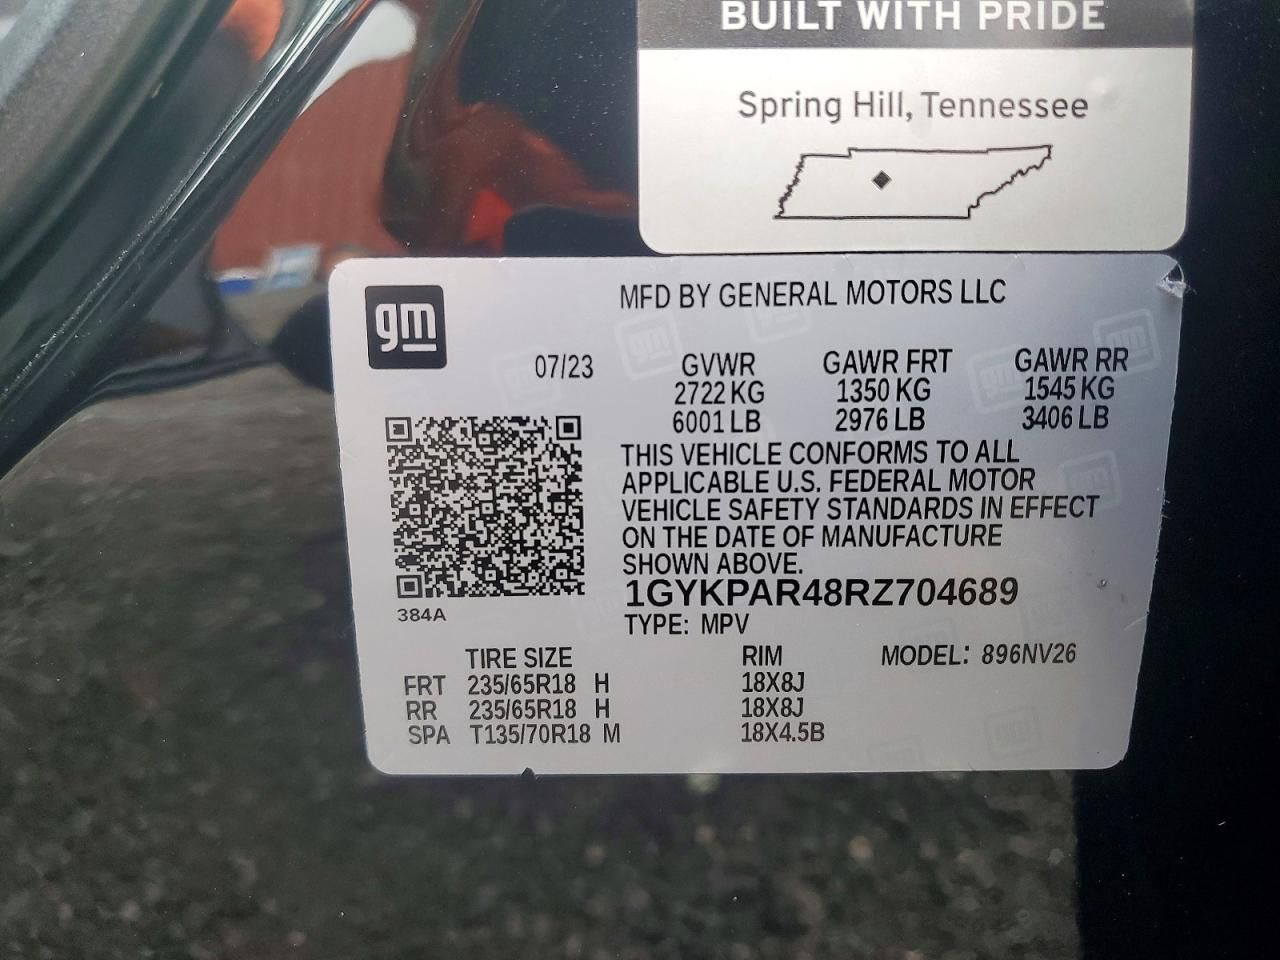 BUILT WITH PRIDE
Spring Hill, Tennessee
gm
MFD BY GENERAL MOTORS LLC
07/23 GVWR GAWR FRT GAWR RR
2722 KG 1350 KG 1545 KG
6001 LB 2976 LB 3406 LB
THIS VEHICLE CONFORMS TO ALL
APPLICABLE U.S. FEDERAL MOTOR
VEHICLE SAFETY STANDARDS IN EFFECT
ON THE DATE OF MANUFACTURE
SHOWN ABOVE.
1GYKPAR48RZ704689
384A
TYPE: MPV
TIRE SIZE RIM MODEL: 896NV26
FRT 235/65R18 H 18X8J
RR 235/65R18 H 18X8J
SPA T135/70R18 M 18X4.5B